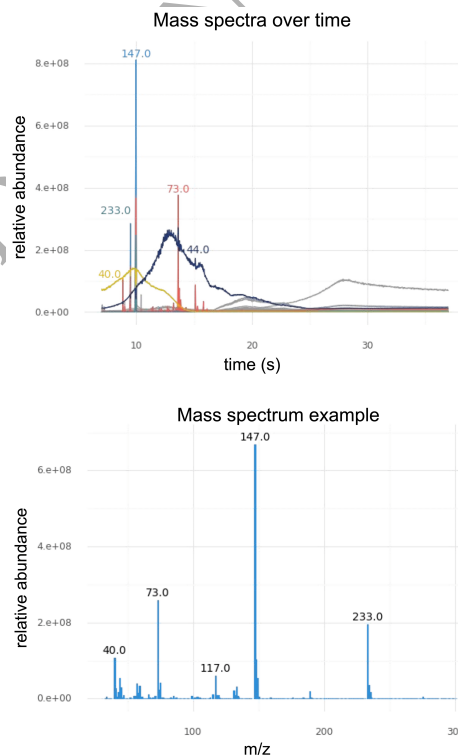 Mass spectra over time
relative abundance
8.e+08
6.e+08
4.e+08
2.e+08
0.e+00
147.0
73.0
233.0
44.0
40.0
10
20
30
time (s)
Mass spectrum example
relative abundance
6.e+08
4.e+08
2.e+08
0.e+00
147.0
73.0
233.0
40.0
117.0
100
200
30
m/z